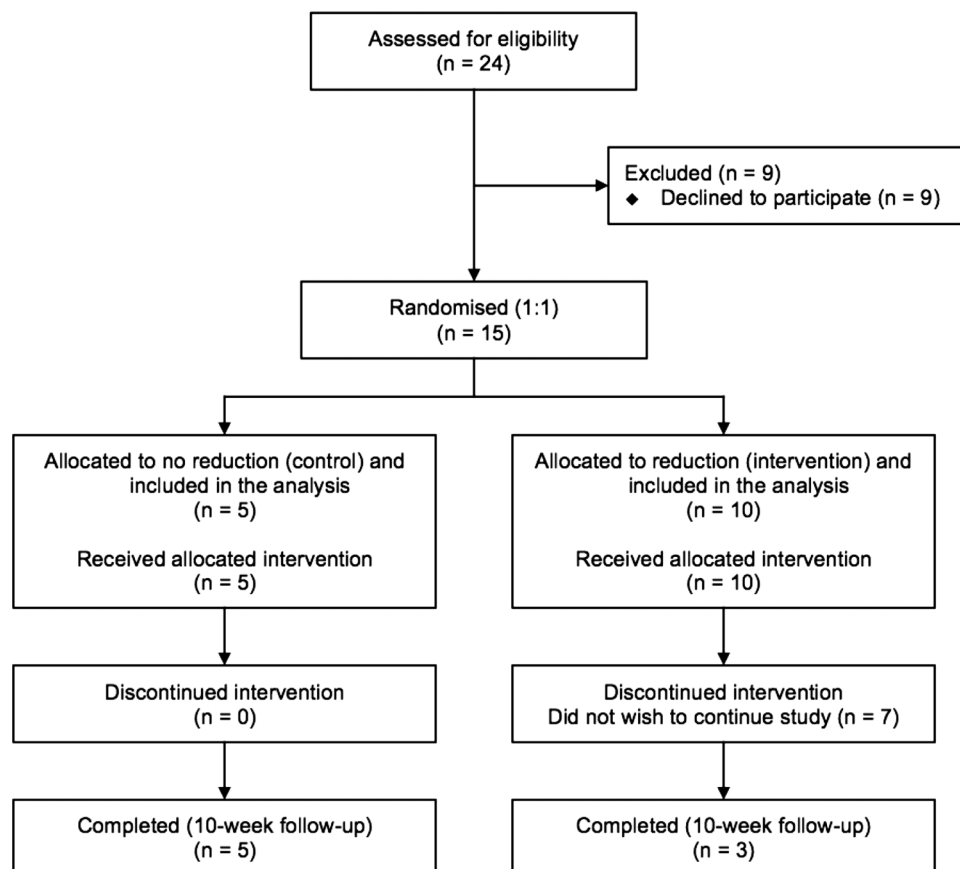 Assessed for eligibility
(n = 24)
Excluded (n = 9)
◆ Declined to participate (n = 9)
Randomised (1:1)
(n = 15)
Allocated to no reduction (control) and
included in the analysis
(n = 5)
Received allocated intervention
(n = 5)
Allocated to reduction (intervention) and
included in the analysis
(n = 10)
Received allocated intervention
(n = 10)
Discontinued intervention
(n = 0)
Discontinued intervention
Did not wish to continue study (n = 7)
Completed (10-week follow-up)
(n = 5)
Completed (10-week follow-up)
(n = 3)